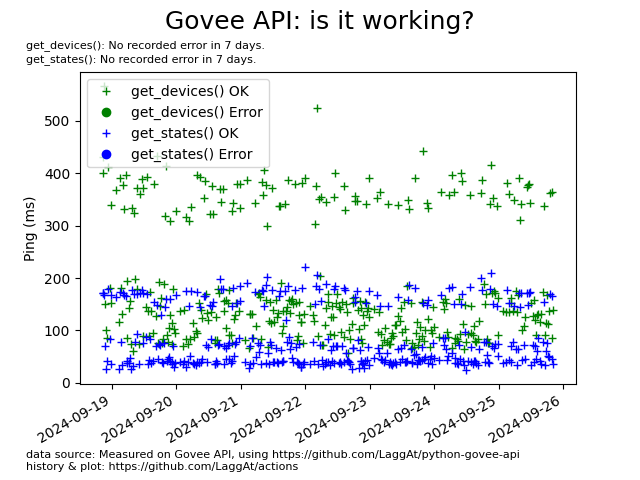 Govee API: is it working?
get_devices(): No recorded error in 7 days.
get_states(): No recorded error in 7 days.
get_devices() OK
get_devices() Error
get_states() OK
get_states() Error
Ping (ms)
500
400
300
200
100
0
2024-09-19
2024-09-20
2024-09-21
2024-09-22
2024-09-23
2024-09-24
2024-09-25
2024-09-26
data source: Measured on Govee API, using https://github.com/LaggAt/python-govee-api
history & plot: https://github.com/LaggAt/actions